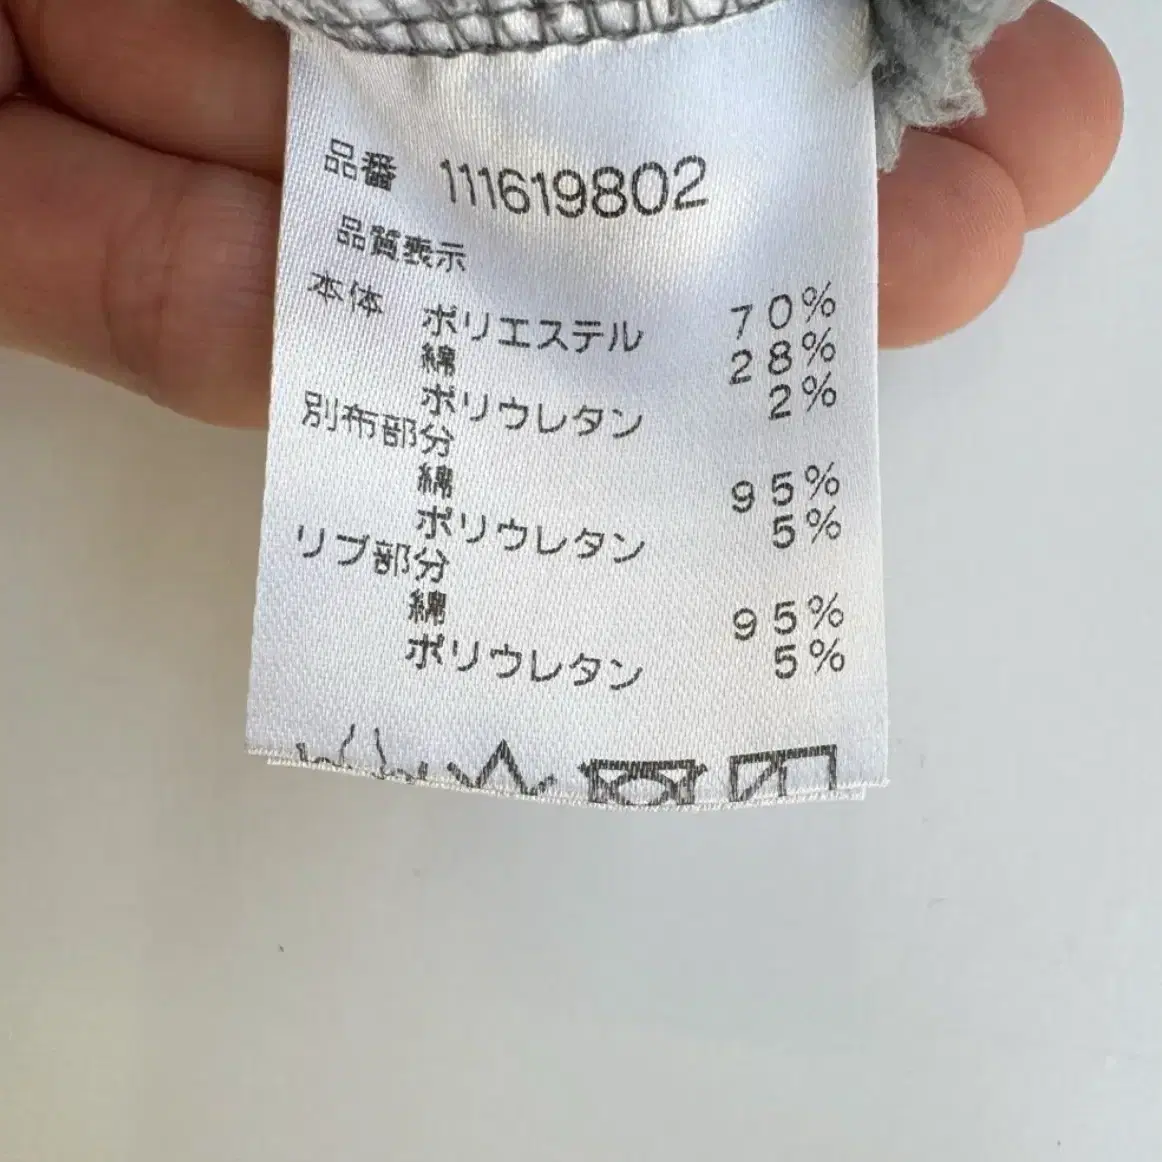 品番 111619802
品質表示
本体 ポリエステル 70%
綿 28%
ポリウレタン 2%
別布部分
綿 95%
ポリウレタン 5%
リブ部分
綿 95%
ポリウレタン 5%